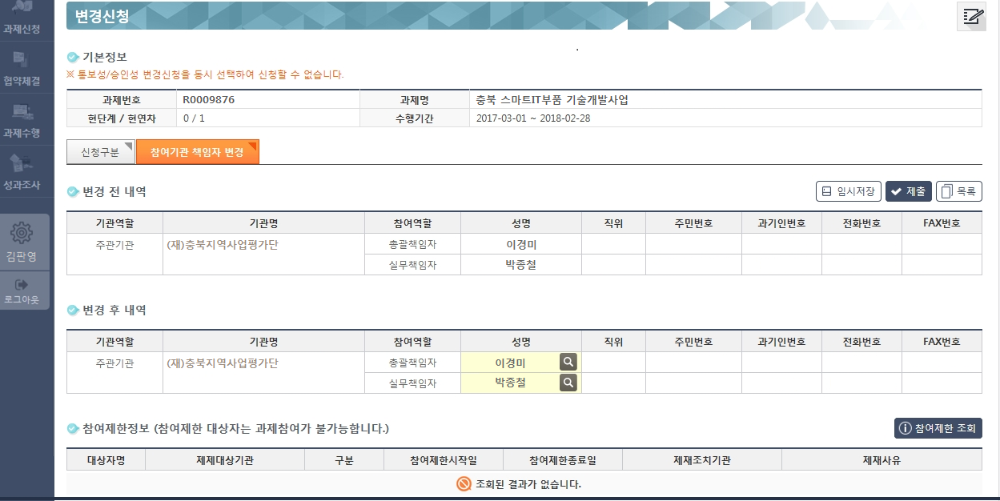 변경신청
과제신청
협약체결
과제수행
성과조사
김판영
로그아웃
기본정보
※ 통보성/승인성 변경신청을 동시 선택하여 신청할 수 없습니다.
과제번호 R0009876 과제명 충북 스마트IT부품 기술개발사업
현단계 / 현연차 0 / 1 수행기간 2017-03-01 ~ 2018-02-28
신청구분 참여기관 책임자 변경
변경 전 내역 임시저장 제출 목록
기관역할 기관명 참여역할 성명 직위 주민번호 과기인번호 전화번호 FAX번호
주관기관 (재)충북지역사업평가단 총괄책임자 이경미
실무책임자 박종철
변경 후 내역
기관역할 기관명 참여역할 성명 직위 주민번호 과기인번호 전화번호 FAX번호
주관기관 (재)충북지역사업평가단 총괄책임자 이경미
실무책임자 박종철
참여제한정보 (참여제한 대상자는 과제참여가 불가능합니다.) 참여제한 조회
대상자명 제제대상기관 구분 참여제한시작일 참여제한종료일 제재조치기관 제재사유
조회된 결과가 없습니다.